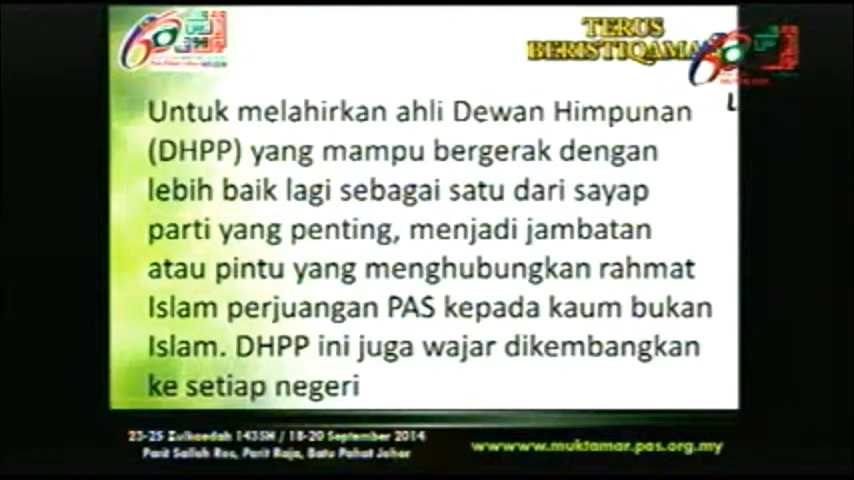 60
TERUS
BERISTIQAMA
Untuk melahirkan ahli Dewan Himpunan
(DHPP) yang mampu bergerak dengan
lebih baik lagi sebagai satu dari sayap
parti yang penting, menjadi jambatan
atau pintu yang menghubungkan rahmat
Islam perjuangan PAS kepada kaum bukan
Islam. DHPP ini juga wajar dikembangkan
ke setiap negeri
23-25 Zulkaedah 1435H / 18-20 September 2014
Parit Salleh Ros, Parit Raja, Batu Pahat Johor
www.muktamar.pas.org.my